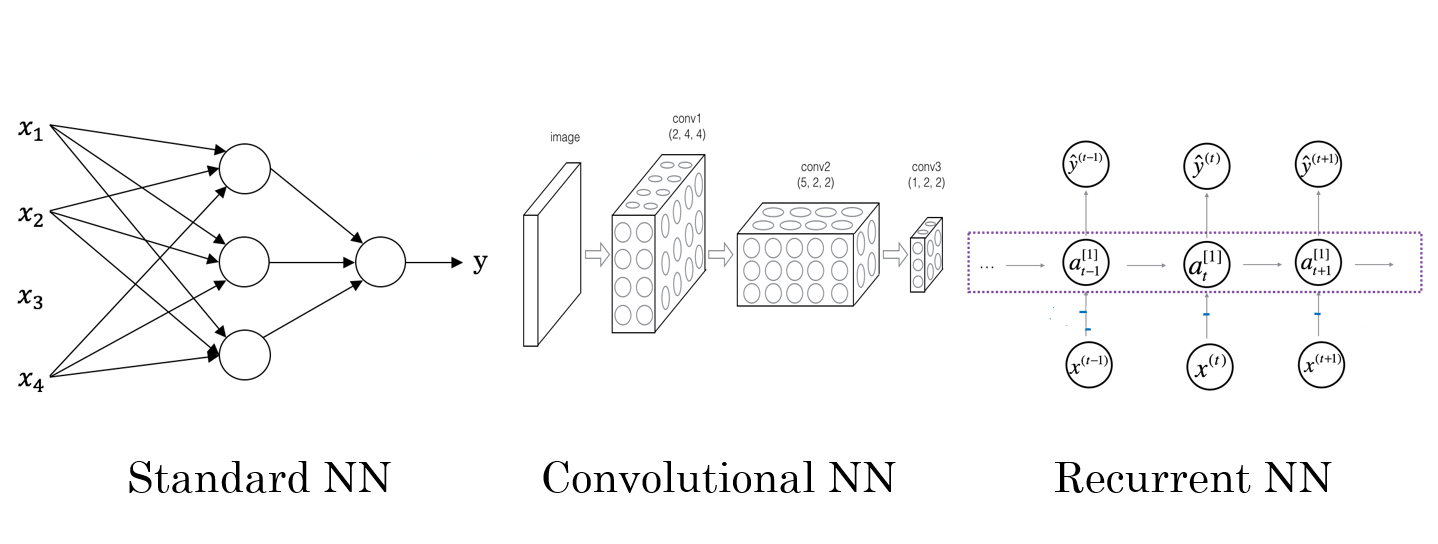 x₁
x₂
x₃
x₄
y
Standard NN
image
conv1
(2, 4, 4)
conv2
(5, 2, 2)
conv3
(1, 2, 2)
Convolutional NN
ŷ⁽ᵗ⁻¹⁾ ŷ⁽ᵗ⁾ ŷ⁽ᵗ⁺¹⁾
... a[1]t−1 a[1]t a[1]t+1
x⁽ᵗ⁻¹⁾ x⁽ᵗ⁾ x⁽ᵗ⁺¹⁾
Recurrent NN